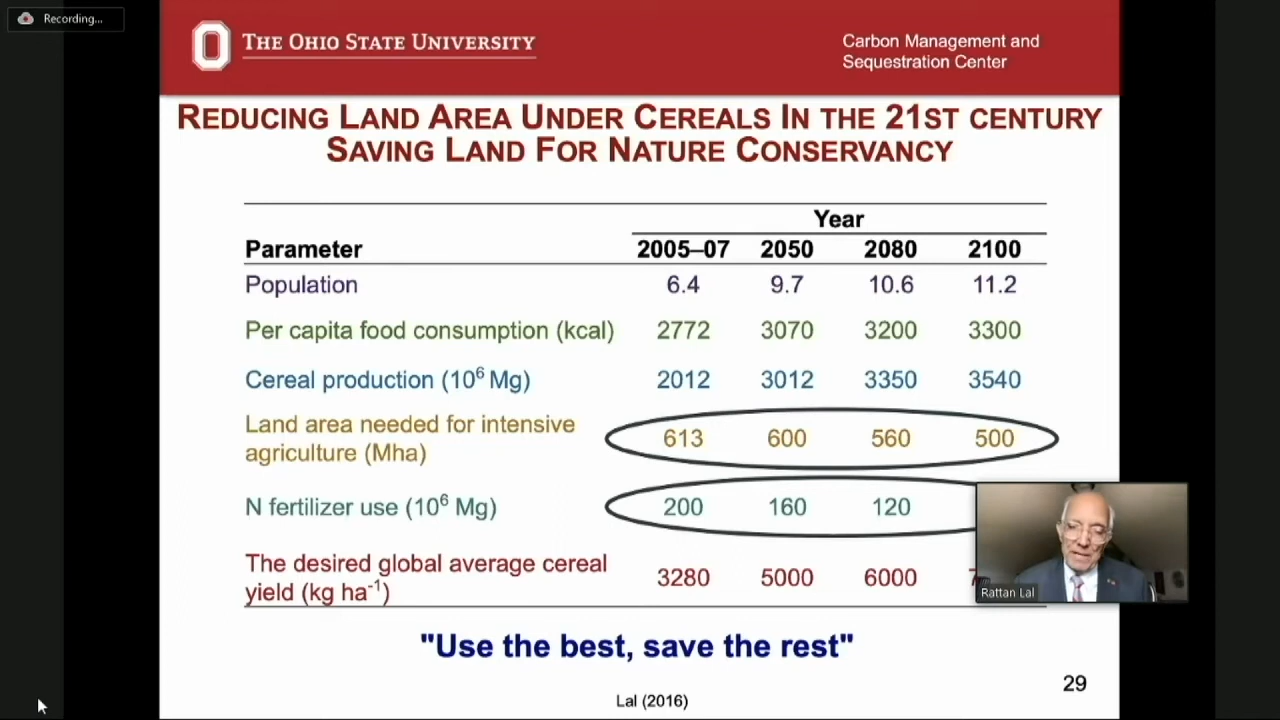 Recording...
THE OHIO STATE UNIVERSITY
Carbon Management and
Sequestration Center
REDUCING LAND AREA UNDER CEREALS IN THE 21ST CENTURY
SAVING LAND FOR NATURE CONSERVANCY
Year
Parameter 2005–07 2050 2080 2100
Population 6.4 9.7 10.6 11.2
Per capita food consumption (kcal) 2772 3070 3200 3300
Cereal production (10⁶ Mg) 2012 3012 3350 3540
Land area needed for intensive
agriculture (Mha) 613 600 560 500
N fertilizer use (10⁶ Mg) 200 160 120
The desired global average cereal
yield (kg ha⁻¹) 3280 5000 6000
Rattan Lal
"Use the best, save the rest"
29
Lal (2016)